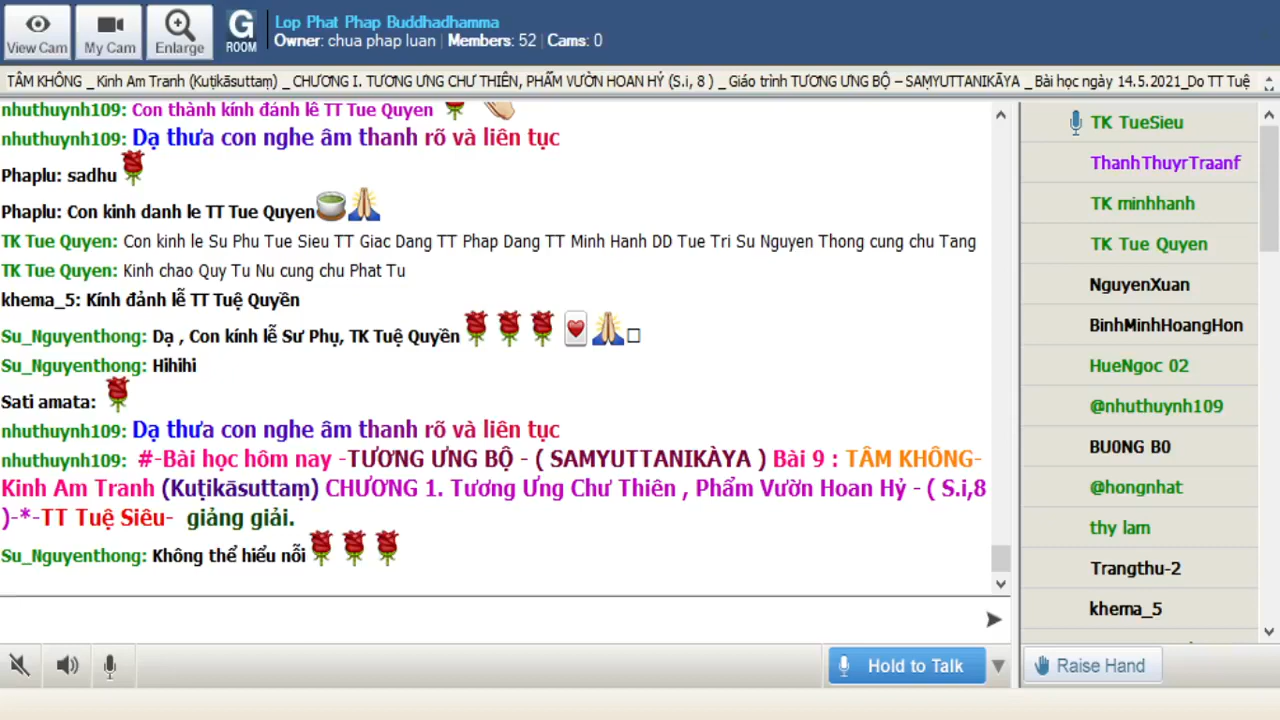 View Cam
My Cam
Enlarge
G
ROOM
Lop Phat Phap Buddhadhamma
Owner: chua phap luan | Members: 52 | Cams: 0
TÂM KHÔNG _Kinh Am Tranh (Kuṭikāsuttaṃ) _CHƯƠNG I. TƯƠNG ƯNG CHƯ THIÊN, PHẨM VƯỜN HOAN HỶ (S.i, 8 ) _Giáo trình TƯƠNG ƯNG BỘ – SAṂYUTTANIKĀYA _Bài học ngày 14.5.2021_Do TT Tuệ
nhuthuynh109: Con thành kính đánh lê TT Tue Quyen
nhuthuynh109: Dạ thưa con nghe âm thanh rõ và liên tục
Phaplu: sadhu
Phaplu: Con kinh danh le TT Tue Quyen
TK Tue Quyen: Con kinh le Su Phu Tue Sieu TT Giac Dang TT Phap Dang TT Minh Hanh DD Tue Tri Su Nguyen Thong cung chu Tang
TK Tue Quyen: Kinh chao Quy Tu Nu cung chu Phat Tu
khema_5: Kính đảnh lễ TT Tuệ Quyền
Su_Nguyenthong: Dạ , Con kính lễ Sư Phụ, TK Tuệ Quyền
Su_Nguyenthong: Hihihi
Sati amata:
nhuthuynh109: Dạ thưa con nghe âm thanh rõ và liên tục
nhuthuynh109: #-Bài học hôm nay -TƯƠNG ƯNG BỘ - ( SAMYUTTANIKÀYA ) Bài 9 : TÂM KHÔNG-
Kinh Am Tranh (Kuṭikāsuttaṃ) CHƯƠNG 1. Tương Ưng Chư Thiên , Phẩm Vườn Hoan Hỷ - ( S.i,8
)-*-TT Tuệ Siêu- giảng giải.
Su_Nguyenthong: Không thể hiểu nỗi
TK TueSieu
ThanhThuyrTraanf
TK minhhanh
TK Tue Quyen
NguyenXuan
BinhMinhHoangHon
HueNgoc 02
@nhuthuynh109
BU0NG B0
@hongnhat
thy lam
Trangthu-2
khema_5
Hold to Talk
Raise Hand